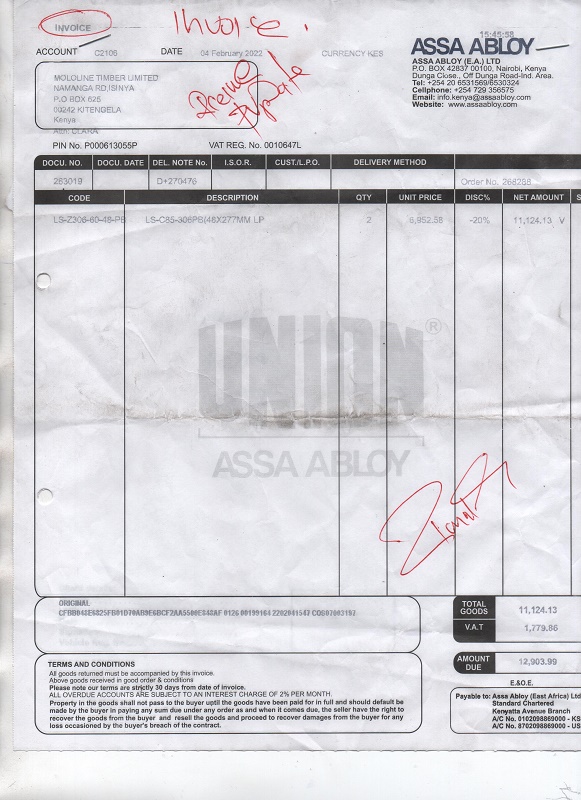 Invoice.
INVOICE
15:45:58
ACCOUNT C2106 DATE 04 February 2022 CURRENCY KES
ASSA ABLOY
ASSA ABLOY (E.A.) LTD
P.O. BOX 42837 00100, Nairobi, Kenya
Dunga Close., Off Dunga Road-Ind. Area.
Tel: +254 20 6531569/6530324
Cellphone: +254 729 356575
Email: info.kenya@assaabloy.com
Website: www.assaabloy.com
MOLOLINE TIMBER LIMITED
NAMANGA RD,ISINYA
P.O BOX 625
00242 KITENGELA
Kenya
Attn: CLARA
PIN No. P000613055P VAT REG. No. 0010647L
DOCU. NO. DOCU. DATE DEL. NOTE No. I.S.O.R. CUST./L.P.O. DELIVERY METHOD
263019 D+270476 Order No. 268288
CODE DESCRIPTION QTY UNIT PRICE DISC% NET AMOUNT S
LS-Z306-60-48-PB LS-C85-306PB(48X277MM LP 2 6,952.58 -20% 11,124.13 V
UNION®
ASSA ABLOY
ORIGINAL
TOTAL GOODS 11,124.13
V.A.T 1,779.86
AMOUNT DUE 12,903.99
E.&O.E.
TERMS AND CONDITIONS
All goods returned must be accompanied by this invoice.
Above goods received in good order & conditions
Please note our terms are strictly 30 days from date of invoice.
ALL OVERDUE ACCOUNTS ARE SUBJECT TO AN INTEREST CHARGE OF 2% PER MONTH.
Property in the goods shall not pass to the buyer uptil the goods have been paid for in full and should default be
made by the buyer in paying any sum due under any order as and when it comes due, the seller have the right to
recover the goods from the buyer and resell the goods and proceed to recover damages from the buyer for any
loss occasioned by the buyer's breach of the contract.
Payable to: Assa Abloy (East Africa) Ltd
Standard Chartered
Kenyatta Avenue Branch
A/C No. 0102098869000 - KS
A/C No. 8702098869000 - US